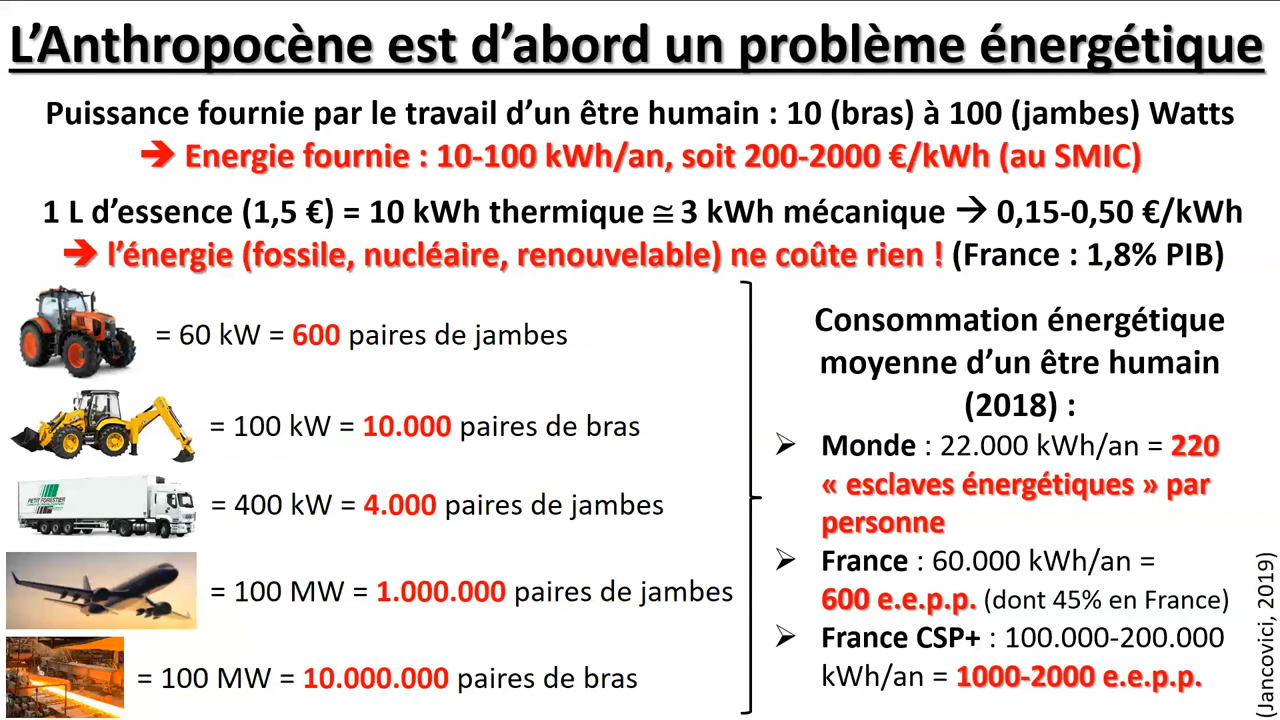 L'Anthropocène est d'abord un problème énergétique
Puissance fournie par le travail d'un être humain : 10 (bras) à 100 (jambes) Watts
➔ Energie fournie : 10-100 kWh/an, soit 200-2000 €/kWh (au SMIC)
1 L d'essence (1,5 €) = 10 kWh thermique ≅ 3 kWh mécanique → 0,15-0,50 €/kWh
➔ l'énergie (fossile, nucléaire, renouvelable) ne coûte rien ! (France : 1,8% PIB)
= 60 kW = 600 paires de jambes
= 100 kW = 10.000 paires de bras
PETIT FORESTIER
= 400 kW = 4.000 paires de jambes
= 100 MW = 1.000.000 paires de jambes
= 100 MW = 10.000.000 paires de bras
Consommation énergétique
moyenne d'un être humain
(2018) :
➢ Monde : 22.000 kWh/an = 220
« esclaves énergétiques » par
personne
➢ France : 60.000 kWh/an =
600 e.e.p.p. (dont 45% en France)
➢ France CSP+ : 100.000-200.000
kWh/an = 1000-2000 e.e.p.p.
(Jancovici, 2019)